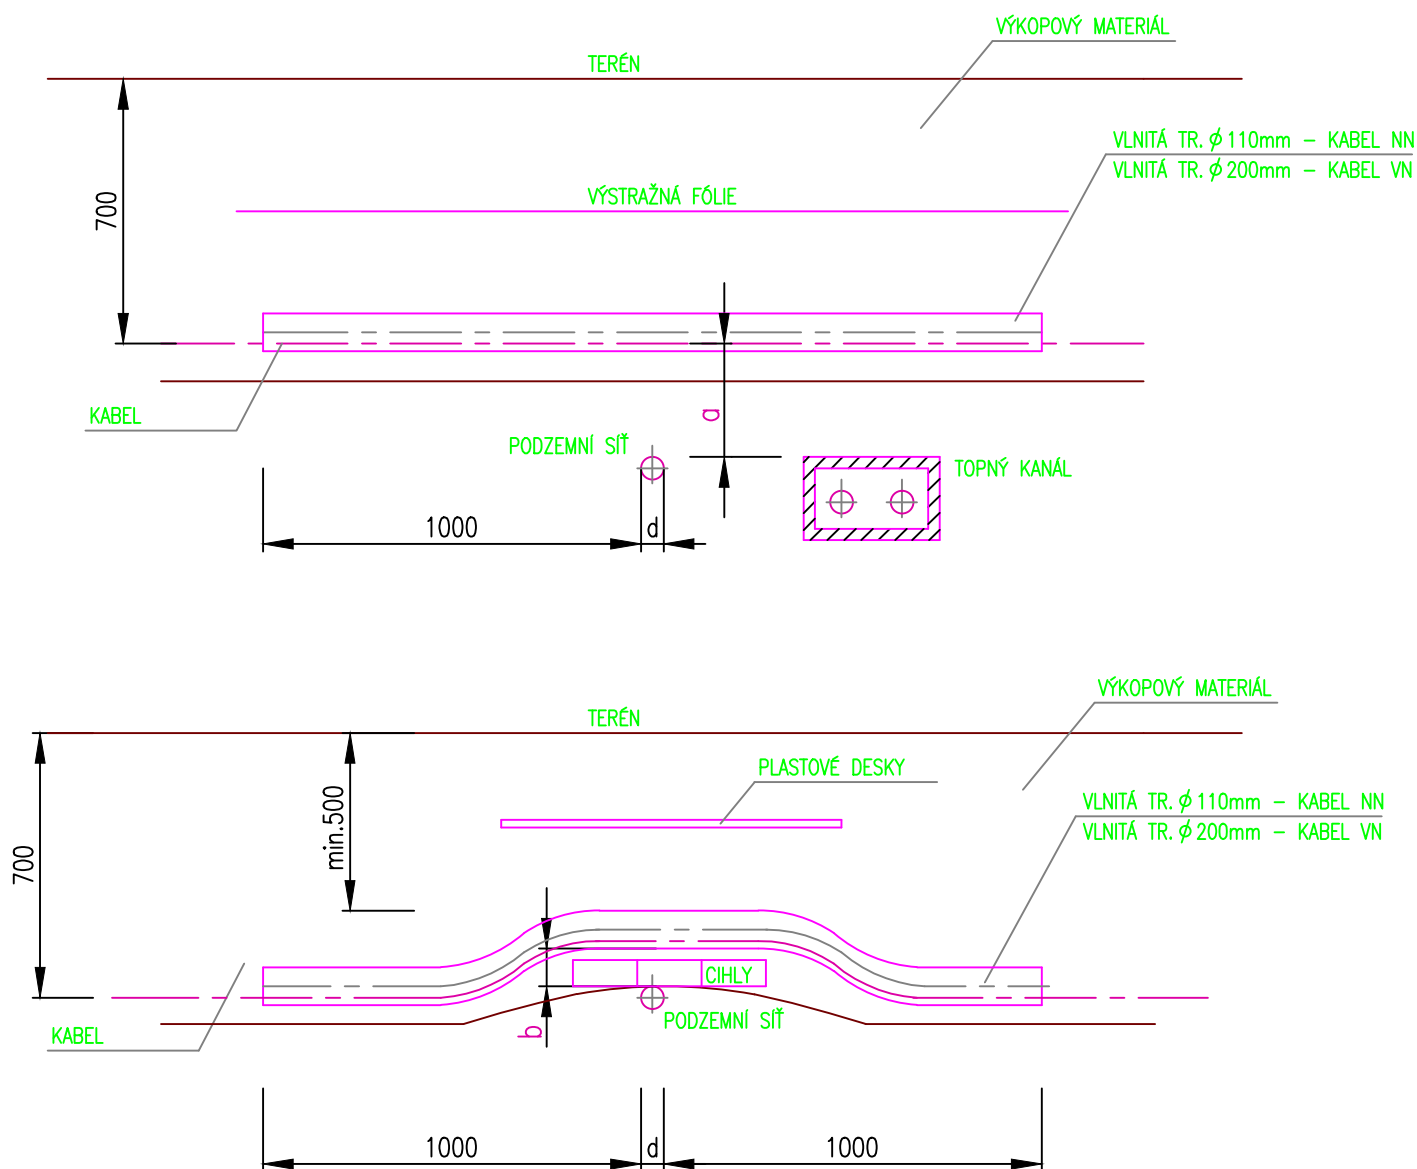 VÝKOPOVÝ MATERIÁL
TERÉN
VLNITÁ TR. ϕ 110mm – KABEL NN
VLNITÁ TR. ϕ 200mm – KABEL VN
700
VÝSTRAŽNÁ FÓLIE
KABEL
a
PODZEMNÍ SÍŤ
TOPNÝ KANÁL
1000
d
VÝKOPOVÝ MATERIÁL
TERÉN
PLASTOVÉ DESKY
min.500
VLNITÁ TR. ϕ 110mm – KABEL NN
VLNITÁ TR. ϕ 200mm – KABEL VN
700
CIHLY
b
PODZEMNÍ SÍŤ
KABEL
1000
d
1000